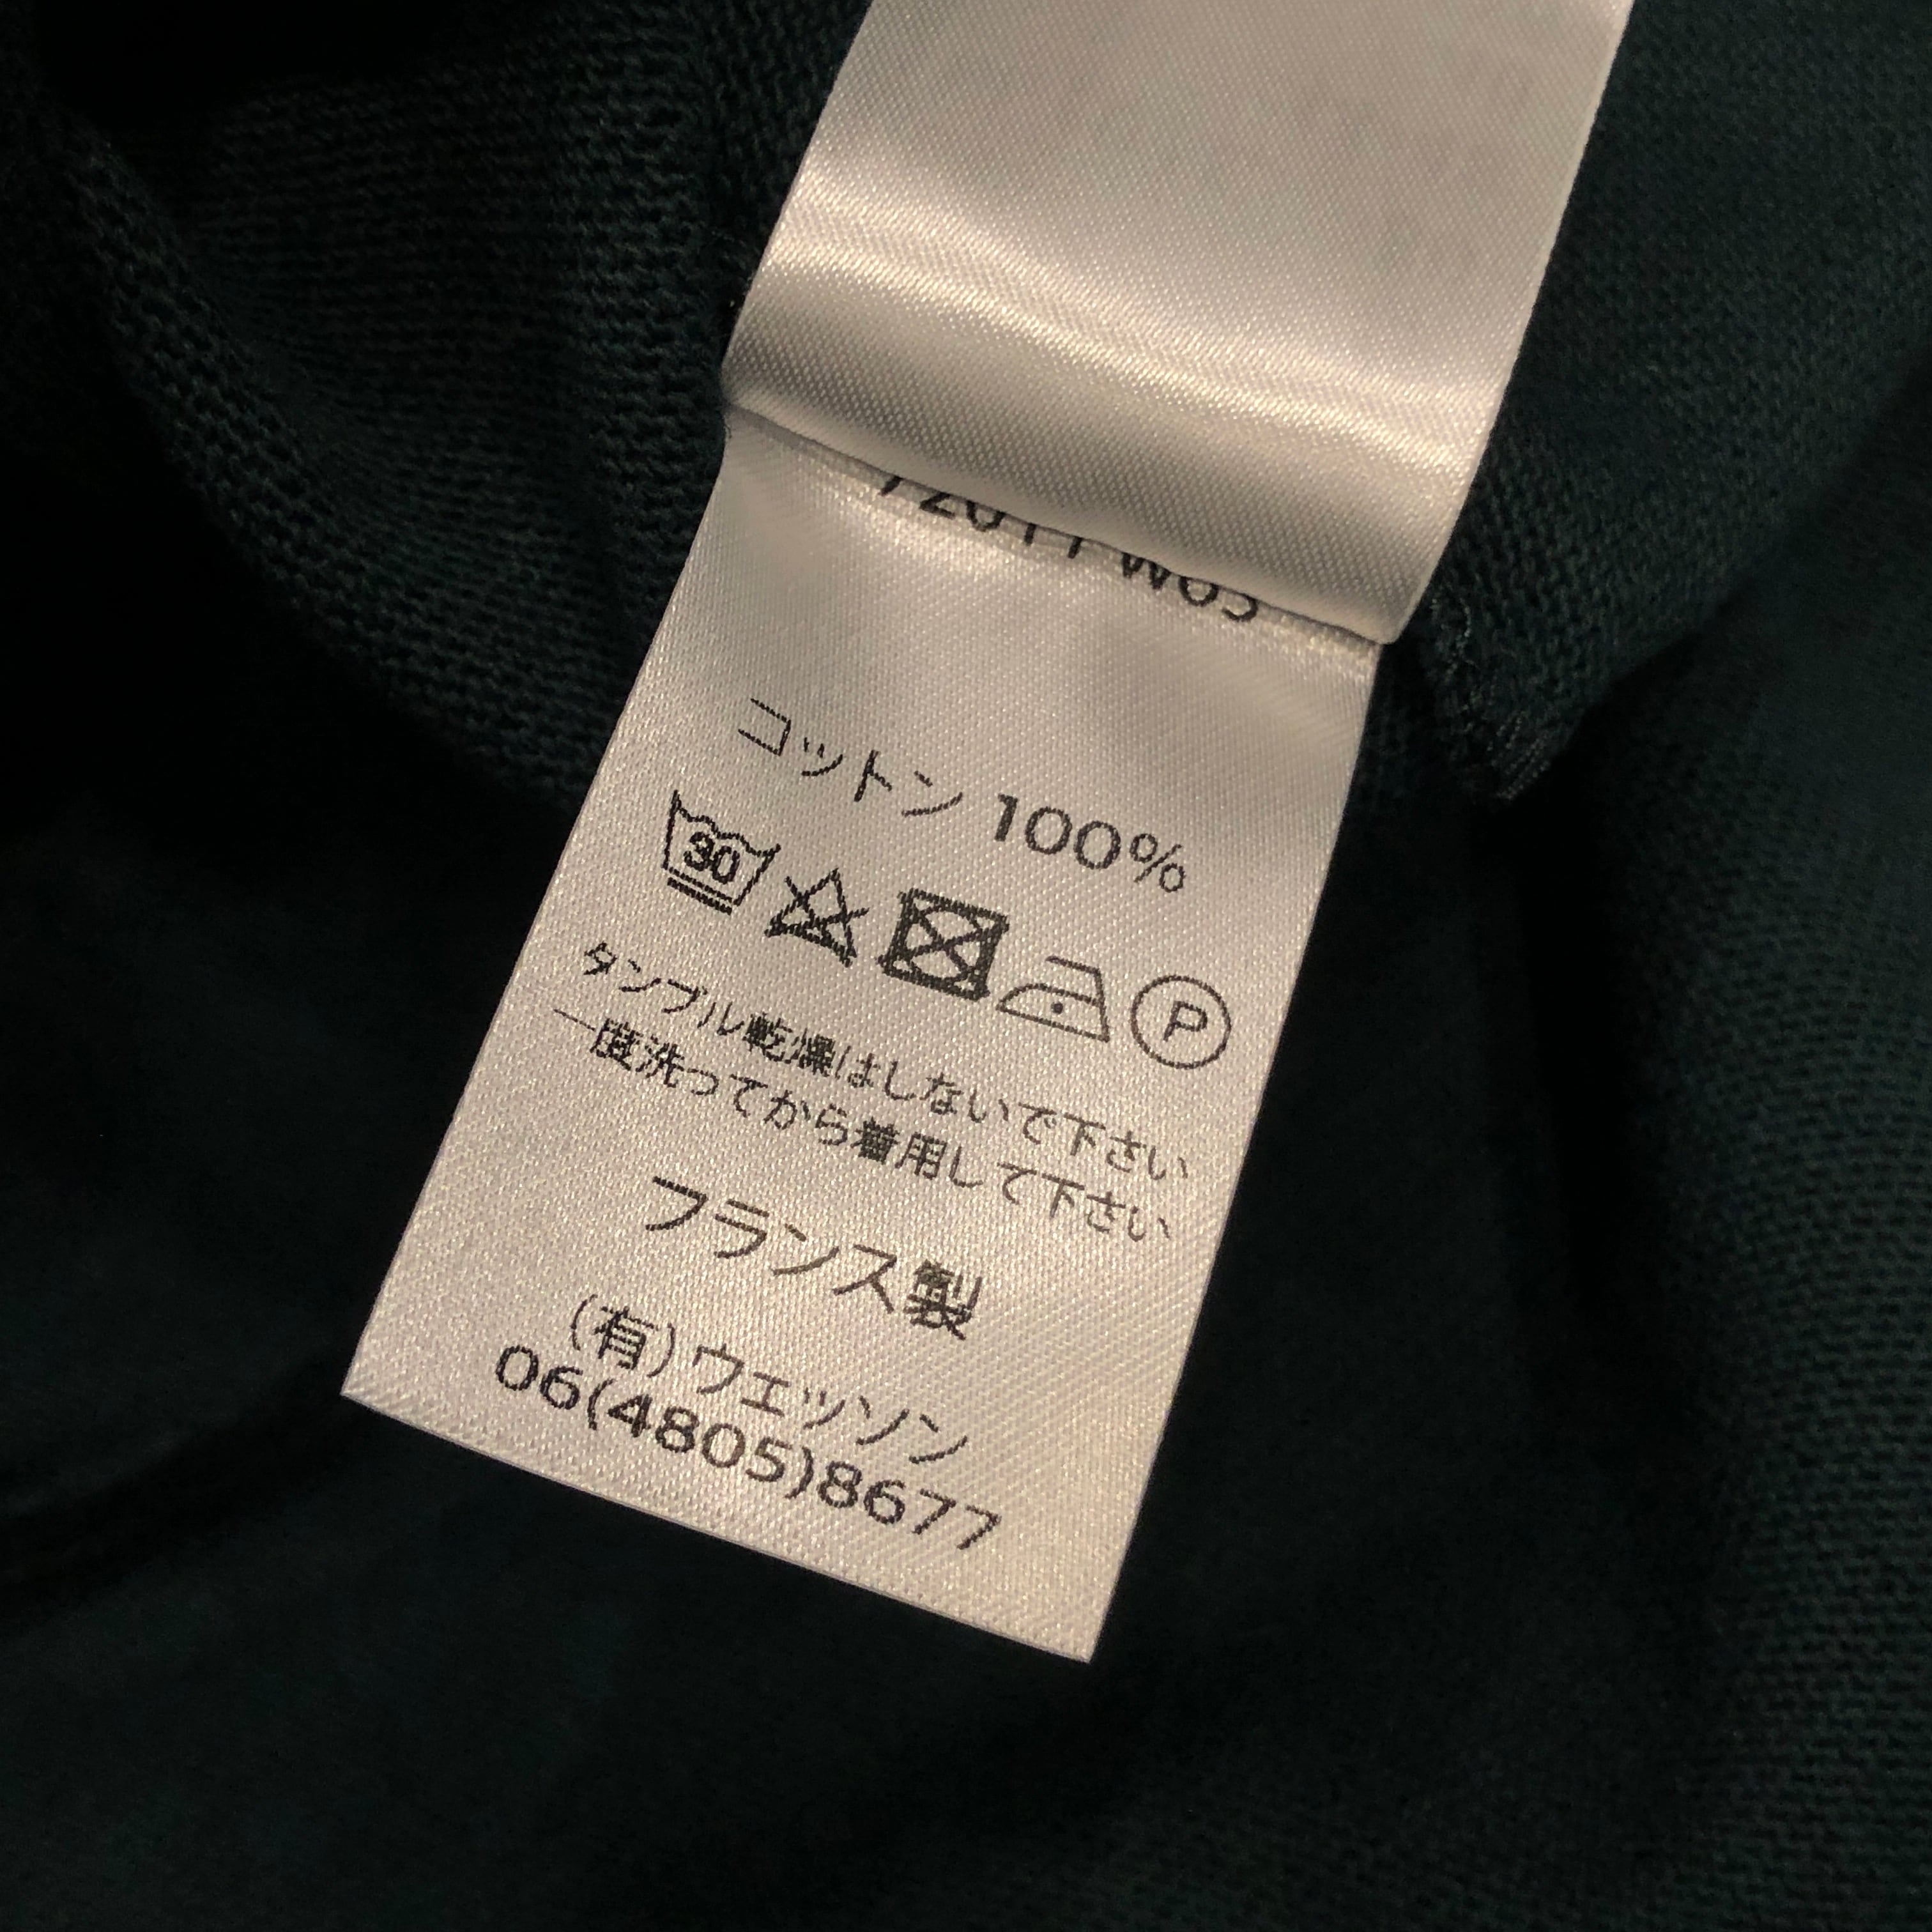 コットン 100%
30
P
タンブル乾燥はしないで下さい
一度洗ってから着用して下さい
フランス製
(有)ウエッソン
06(4805)8677